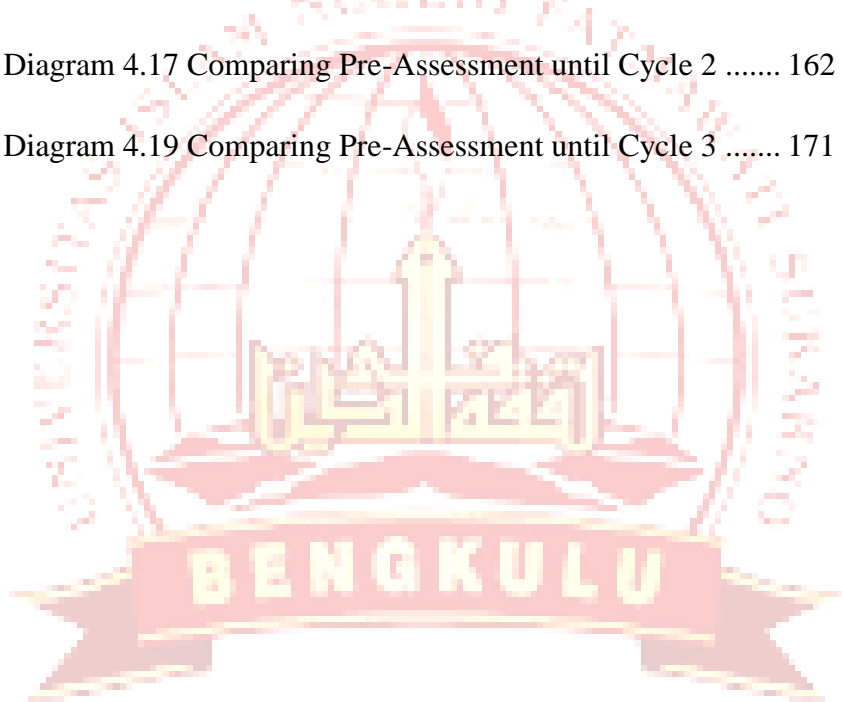 Diagram 4.17 Comparing Pre-Assessment until Cycle 2 ....... 162
Diagram 4.19 Comparing Pre-Assessment until Cycle 3 ....... 171
BENGKULU